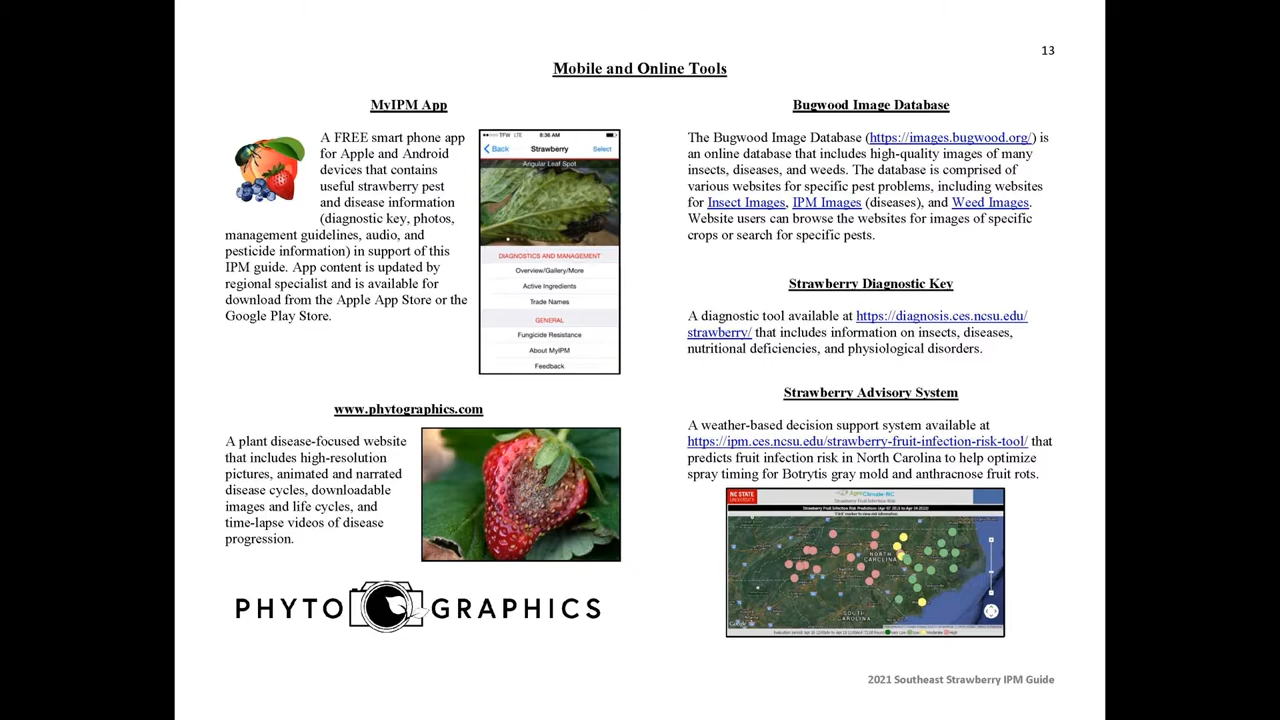 13
Mobile and Online Tools
MyIPM App
A FREE smart phone app
for Apple and Android
devices that contains
useful strawberry pest
and disease information
(diagnostic key, photos,
management guidelines, audio, and
pesticide information) in support of this
IPM guide. App content is updated by
regional specialist and is available for
download from the Apple App Store or the
Google Play Store.
TFW LTE 8:36 AM
Back Strawberry Select
Angular Leaf Spot
DIAGNOSTICS AND MANAGEMENT
Overview/Gallery/More
Active Ingredients
Trade Names
GENERAL
Fungicide Resistance
About MyIPM
Feedback
www.phytographics.com
A plant disease-focused website
that includes high-resolution
pictures, animated and narrated
disease cycles, downloadable
images and life cycles, and
time-lapse videos of disease
progression.
PHYTOGRAPHICS
Bugwood Image Database
The Bugwood Image Database (https://images.bugwood.org/) is
an online database that includes high-quality images of many
insects, diseases, and weeds. The database is comprised of
various websites for specific pest problems, including websites
for Insect Images, IPM Images (diseases), and Weed Images.
Website users can browse the websites for images of specific
crops or search for specific pests.
Strawberry Diagnostic Key
A diagnostic tool available at https://diagnosis.ces.ncsu.edu/
strawberry/ that includes information on insects, diseases,
nutritional deficiencies, and physiological disorders.
Strawberry Advisory System
A weather-based decision support system available at
https://ipm.ces.ncsu.edu/strawberry-fruit-infection-risk-tool/ that
predicts fruit infection risk in North Carolina to help optimize
spray timing for Botrytis gray mold and anthracnose fruit rots.
NC STATE
UNIVERSITY
Strawberry Fruit Infection Risk
NORTH
CAROLINA
SOUTH
CAROLINA
2021 Southeast Strawberry IPM Guide